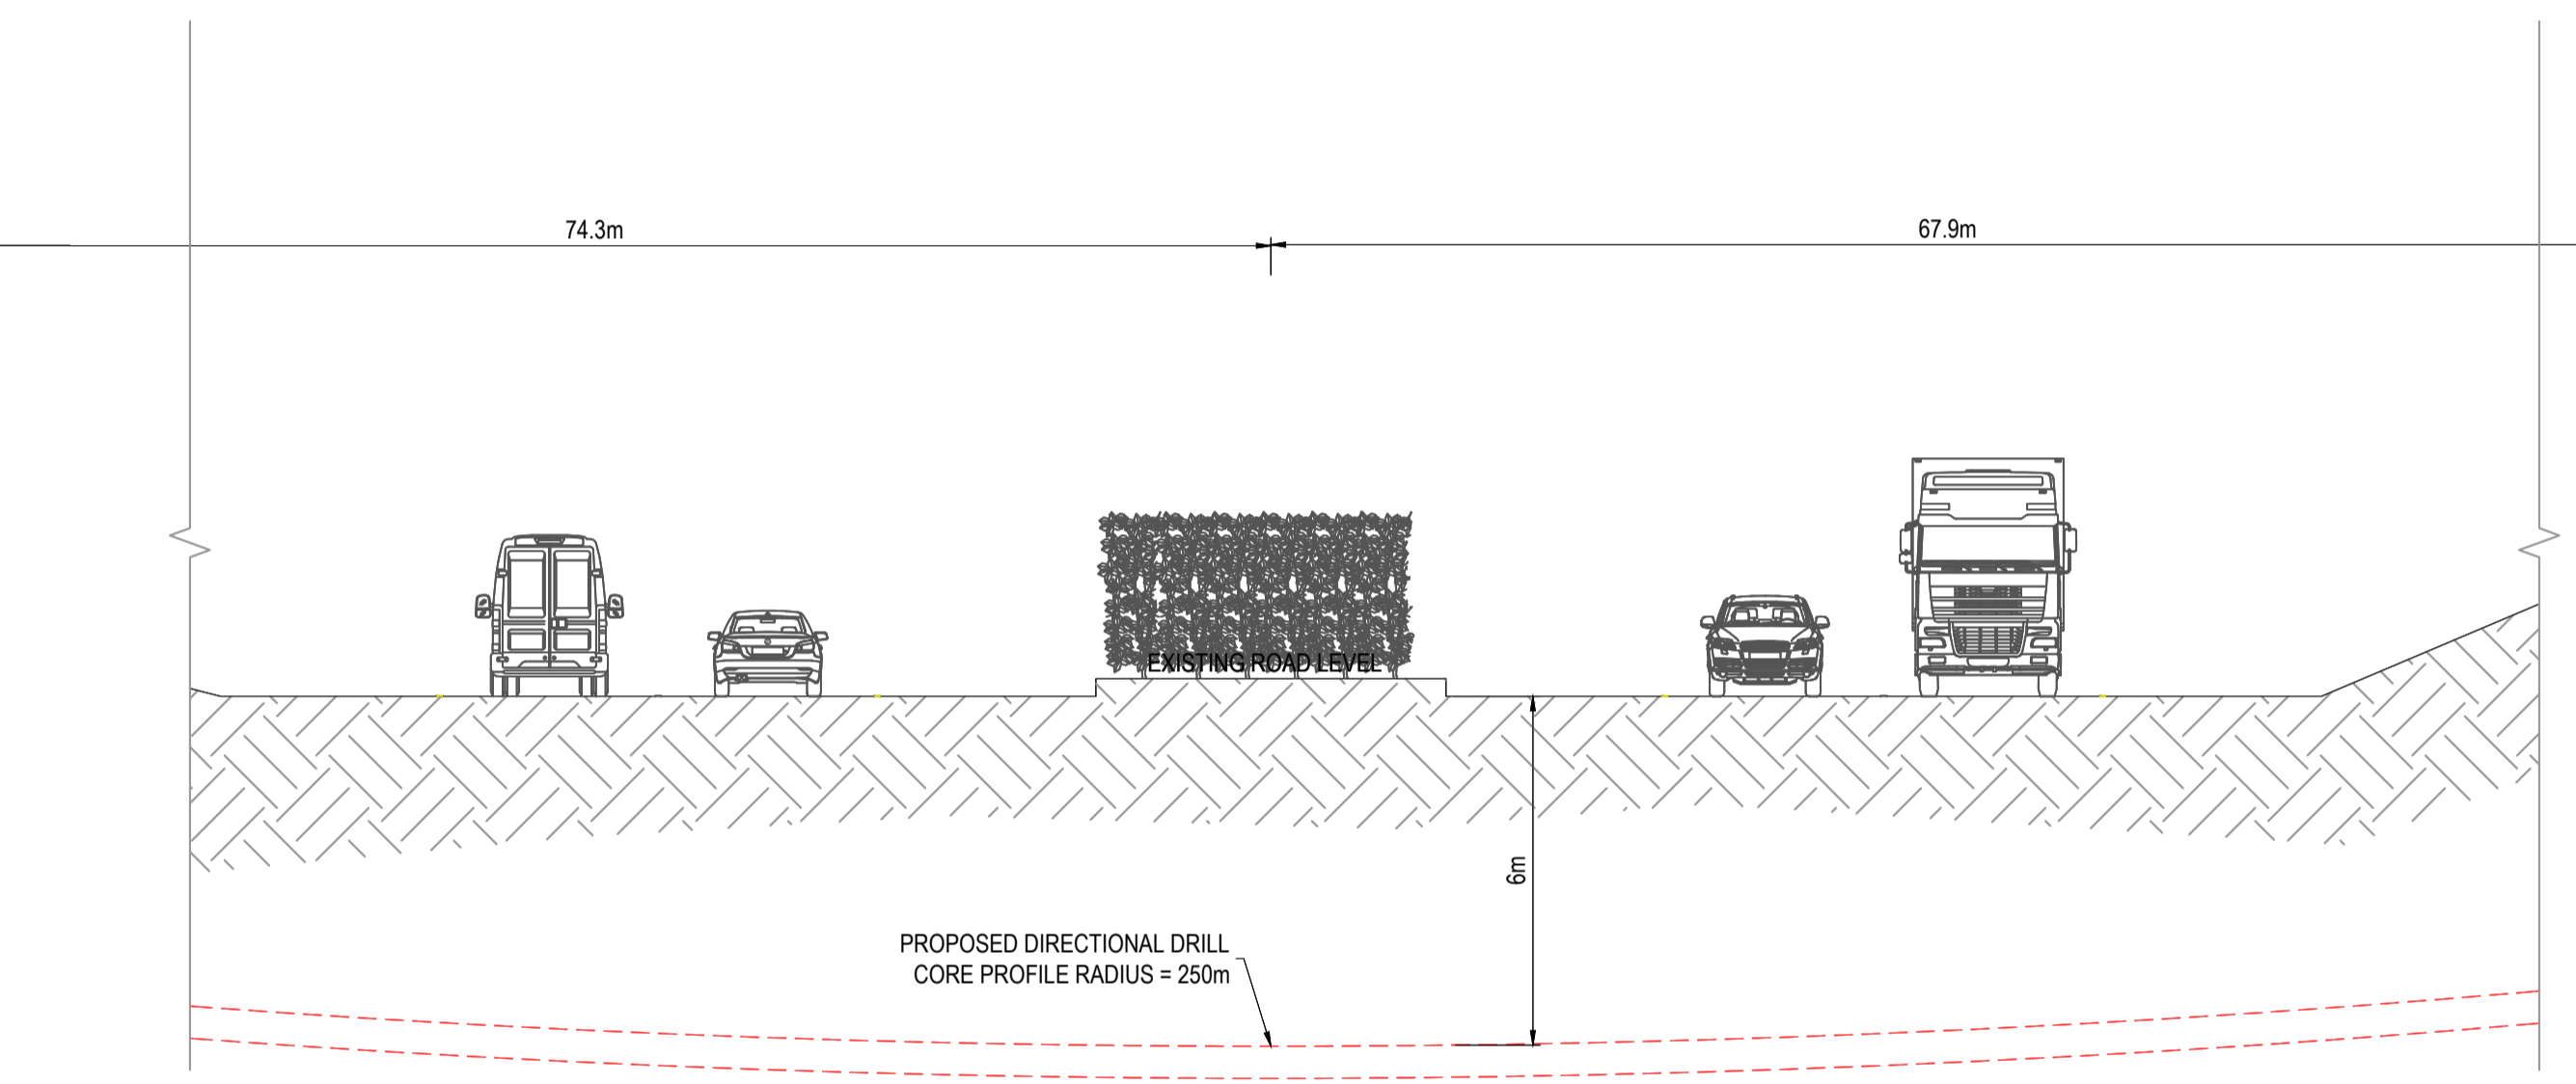 74.3m
67.9m
EXISTING ROAD LEVEL
6m
PROPOSED DIRECTIONAL DRILL
CORE PROFILE RADIUS = 250m